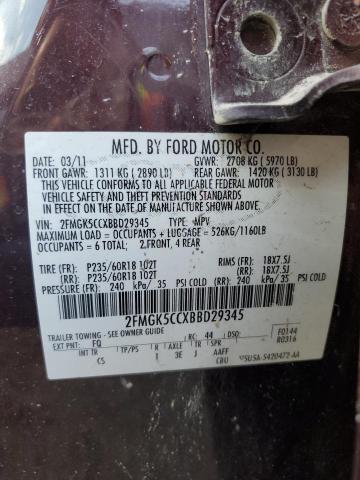 MFD. BY FORD MOTOR CO.
DATE: 03/11 GVWR: 2708 KG ( 5970 LB)
FRONT GAWR: 1311 KG ( 2890 LB) REAR GAWR: 1420 KG ( 3130 LB)
THIS VEHICLE CONFORMS TO ALL APPLICABLE FEDERAL MOTOR
VEHICLE SAFETY AND THEFT PREVENTION STANDARDS IN
EFFECT ON THE DATE OF MANUFACTURE SHOWN ABOVE.
VIN: 2FMGK5CCXBBD29345 TYPE: MPV
MAXIMUM LOAD = OCCUPANTS + LUGGAGE = 526KG/1160LB
OCCUPANTS = 6 TOTAL; 2.FRONT, 4 REAR
TIRE (FR): P235/60R18 102T RIMS (FR): 18X7.5J
(RR): P235/60R18 102T (RR): 18X7.5J
PRESSURE (FR): 240 kPa/ 35 PSI COLD (RR): 240 kPa/ 35 PSI COLD
2FMGK5CCXBBD29345
TRAILER TOWING - SEE OWNER GUIDE
F0144
R0316
EXT PNT: FQ RC: 44 DSO:
INT TR TP/PS R AXLE TR SPR
CS 1 3E J AAFF
CBU 5U5A-5420472-AA